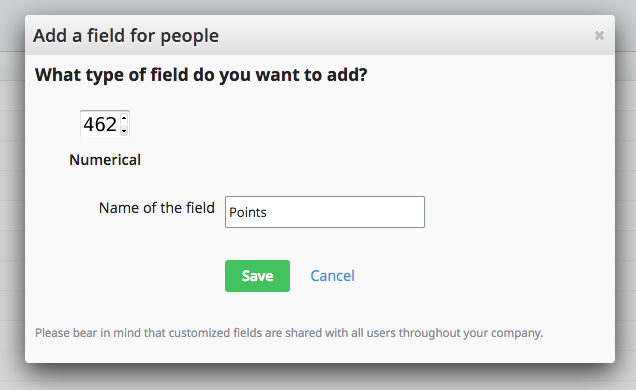 Add a field for people
What type of field do you want to add?
462
Numerical
Name of the field Points
Save Cancel
Please bear in mind that customized fields are shared with all users throughout your company.